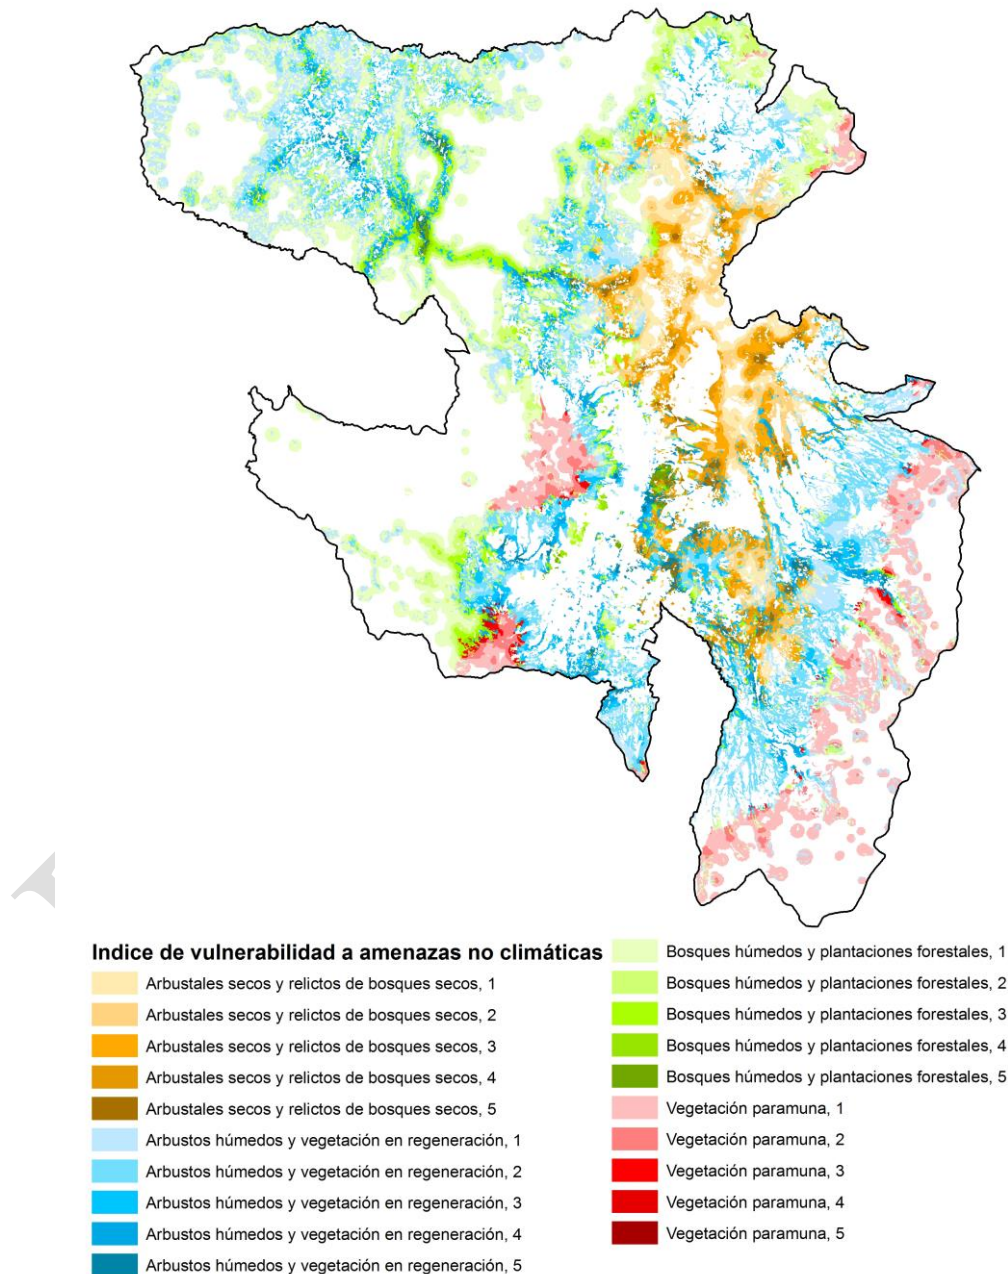 Indice de vulnerabilidad a amenazas no climáticas
Arbustales secos y relictos de bosques secos, 1
Arbustales secos y relictos de bosques secos, 2
Arbustales secos y relictos de bosques secos, 3
Arbustales secos y relictos de bosques secos, 4
Arbustales secos y relictos de bosques secos, 5
Arbustos húmedos y vegetación en regeneración, 1
Arbustos húmedos y vegetación en regeneración, 2
Arbustos húmedos y vegetación en regeneración, 3
Arbustos húmedos y vegetación en regeneración, 4
Arbustos húmedos y vegetación en regeneración, 5
Bosques húmedos y plantaciones forestales, 1
Bosques húmedos y plantaciones forestales, 2
Bosques húmedos y plantaciones forestales, 3
Bosques húmedos y plantaciones forestales, 4
Bosques húmedos y plantaciones forestales, 5
Vegetación paramuna, 1
Vegetación paramuna, 2
Vegetación paramuna, 3
Vegetación paramuna, 4
Vegetación paramuna, 5